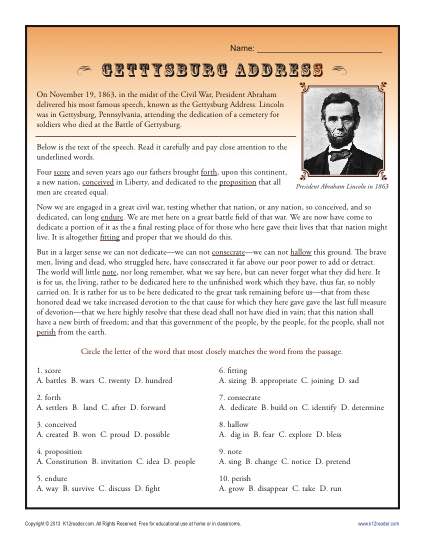 Name:
GETTYSBURG ADDRESS
On November 19, 1863, in the midst of the Civil War, President Abraham
delivered his most famous speech, known as the Gettysburg Address. Lincoln
was in Gettysburg, Pennsylvania, attending the dedication of a cemetery for
soldiers who died at the Battle of Gettysburg.
President Abraham Lincoln in 1863
Below is the text of the speech. Read it carefully and pay close attention to the
underlined words.
Four score and seven years ago our fathers brought forth, upon this continent,
a new nation, conceived in Liberty, and dedicated to the proposition that all
men are created equal.
Now we are engaged in a great civil war, testing whether that nation, or any nation, so conceived, and so
dedicated, can long endure. We are met here on a great battle field of that war. We are now have come to
dedicate a portion of it as the a final resting place of for those who here gave their lives that that nation might
live. It is altogether fitting and proper that we should do this.
But in a larger sense we can not dedicate—we can not consecrate—we can not hallow this ground. The brave
men, living and dead, who struggled here, have consecrated it far above our poor power to add or detract.
The world will little note, nor long remember, what we say here, but can never forget what they did here. It
is for us, the living, rather to be dedicated here to the unfinished work which they have, thus far, so nobly
carried on. It is rather for us to be here dedicated to the great task remaining before us—that from these
honored dead we take increased devotion to the that cause for which they here gave gave the last full measure
of devotion—that we here highly resolve that these dead shall not have died in vain; that this nation shall
have a new birth of freedom; and that this government of the people, by the people, for the people, shall not
perish from the earth.
Circle the letter of the word that most closely matches the word from the passage.
1. score
A. battles B. wars C. twenty D. hundred
2. forth
A. settlers B. land C. after D. forward
3. conceived
A. created B. won C. proud D. possible
4. proposition
A. Constitution B. invitation C. idea D. people
5. endure
A. way B. survive C. discuss D. fight
6. fitting
A. sizing B. appropriate C. joining D. sad
7. consecrate
A. dedicate B. build on C. identify D. determine
8. hallow
A. dig in B. fear C. explore D. bless
9. note
A. sing B. change C. notice D. pretend
10. perish
A. grow B. disappear C. take D. run
Copyright © 2013 K12reader.com. All Rights Reserved. Free for educational use at home or in classrooms.
www.k12reader.com